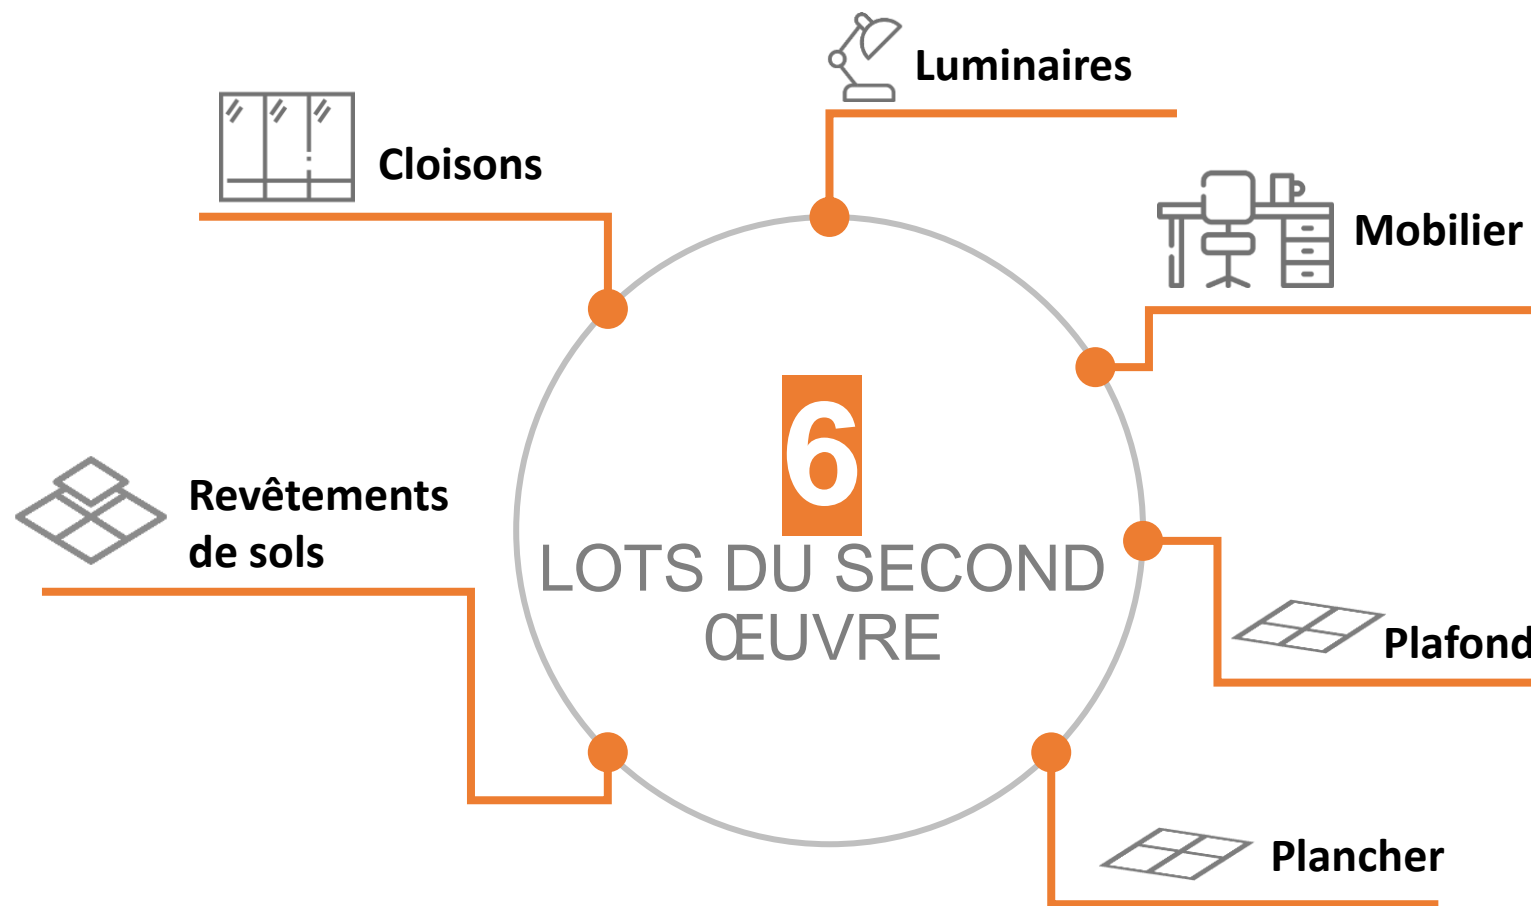 Luminaires
Cloisons
Mobilier
6
LOTS DU SECOND
ŒUVRE
Revêtements
de sols
Plafond
Plancher